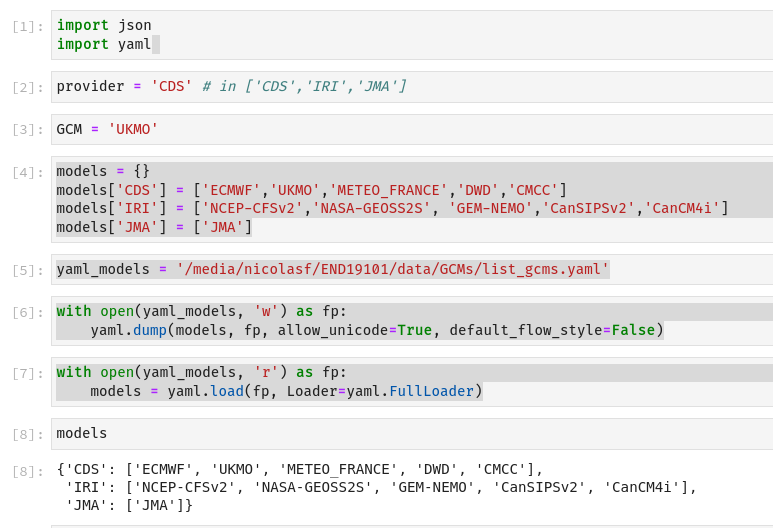 [1]: import json
import yaml
[2]: provider = 'CDS' # in ['CDS','IRI','JMA']
[3]: GCM = 'UKMO'
[4]: models = {}
models['CDS'] = ['ECMWF','UKMO','METEO_FRANCE','DWD','CMCC']
models['IRI'] = ['NCEP-CFSv2','NASA-GEOSS2S', 'GEM-NEMO','CanSIPSv2','CanCM4i']
models['JMA'] = ['JMA']
[5]: yaml_models = '/media/nicolasf/END19101/data/GCMs/list_gcms.yaml'
[6]: with open(yaml_models, 'w') as fp:
    yaml.dump(models, fp, allow_unicode=True, default_flow_style=False)
[7]: with open(yaml_models, 'r') as fp:
    models = yaml.load(fp, Loader=yaml.FullLoader)
[8]: models
[8]: {'CDS': ['ECMWF', 'UKMO', 'METEO_FRANCE', 'DWD', 'CMCC'],
 'IRI': ['NCEP-CFSv2', 'NASA-GEOSS2S', 'GEM-NEMO', 'CanSIPSv2', 'CanCM4i'],
 'JMA': ['JMA']}